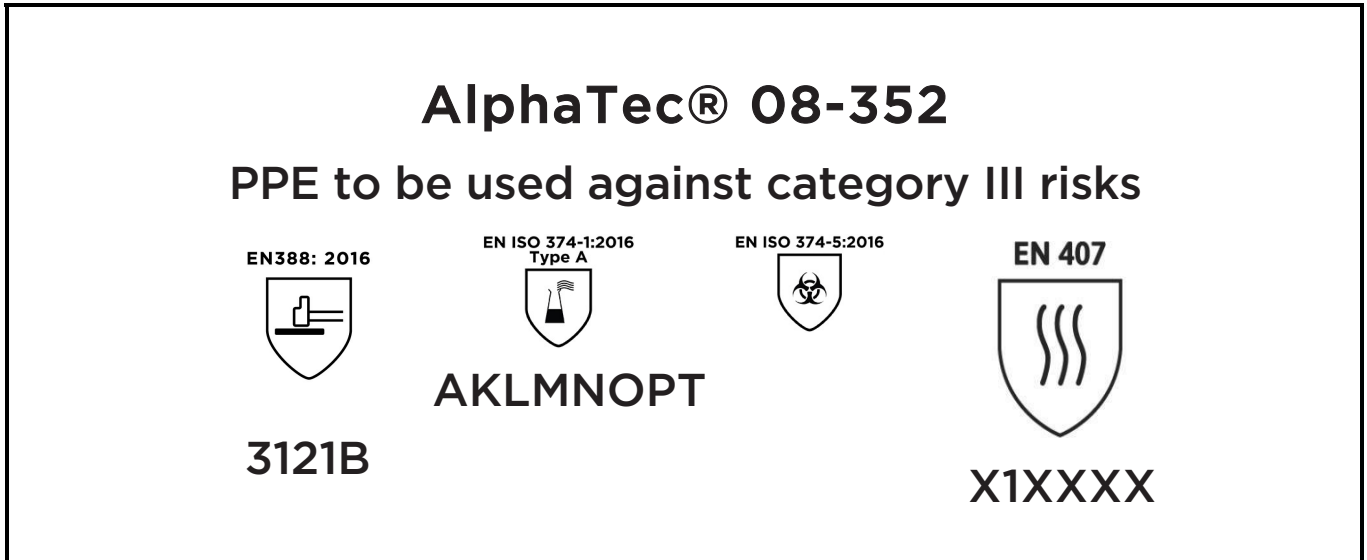 AlphaTec® 08-352
PPE to be used against category III risks
EN388: 2016
3121B
EN ISO 374-1:2016
Type A
AKLMNOPT
EN ISO 374-5:2016
EN 407
X1XXXX